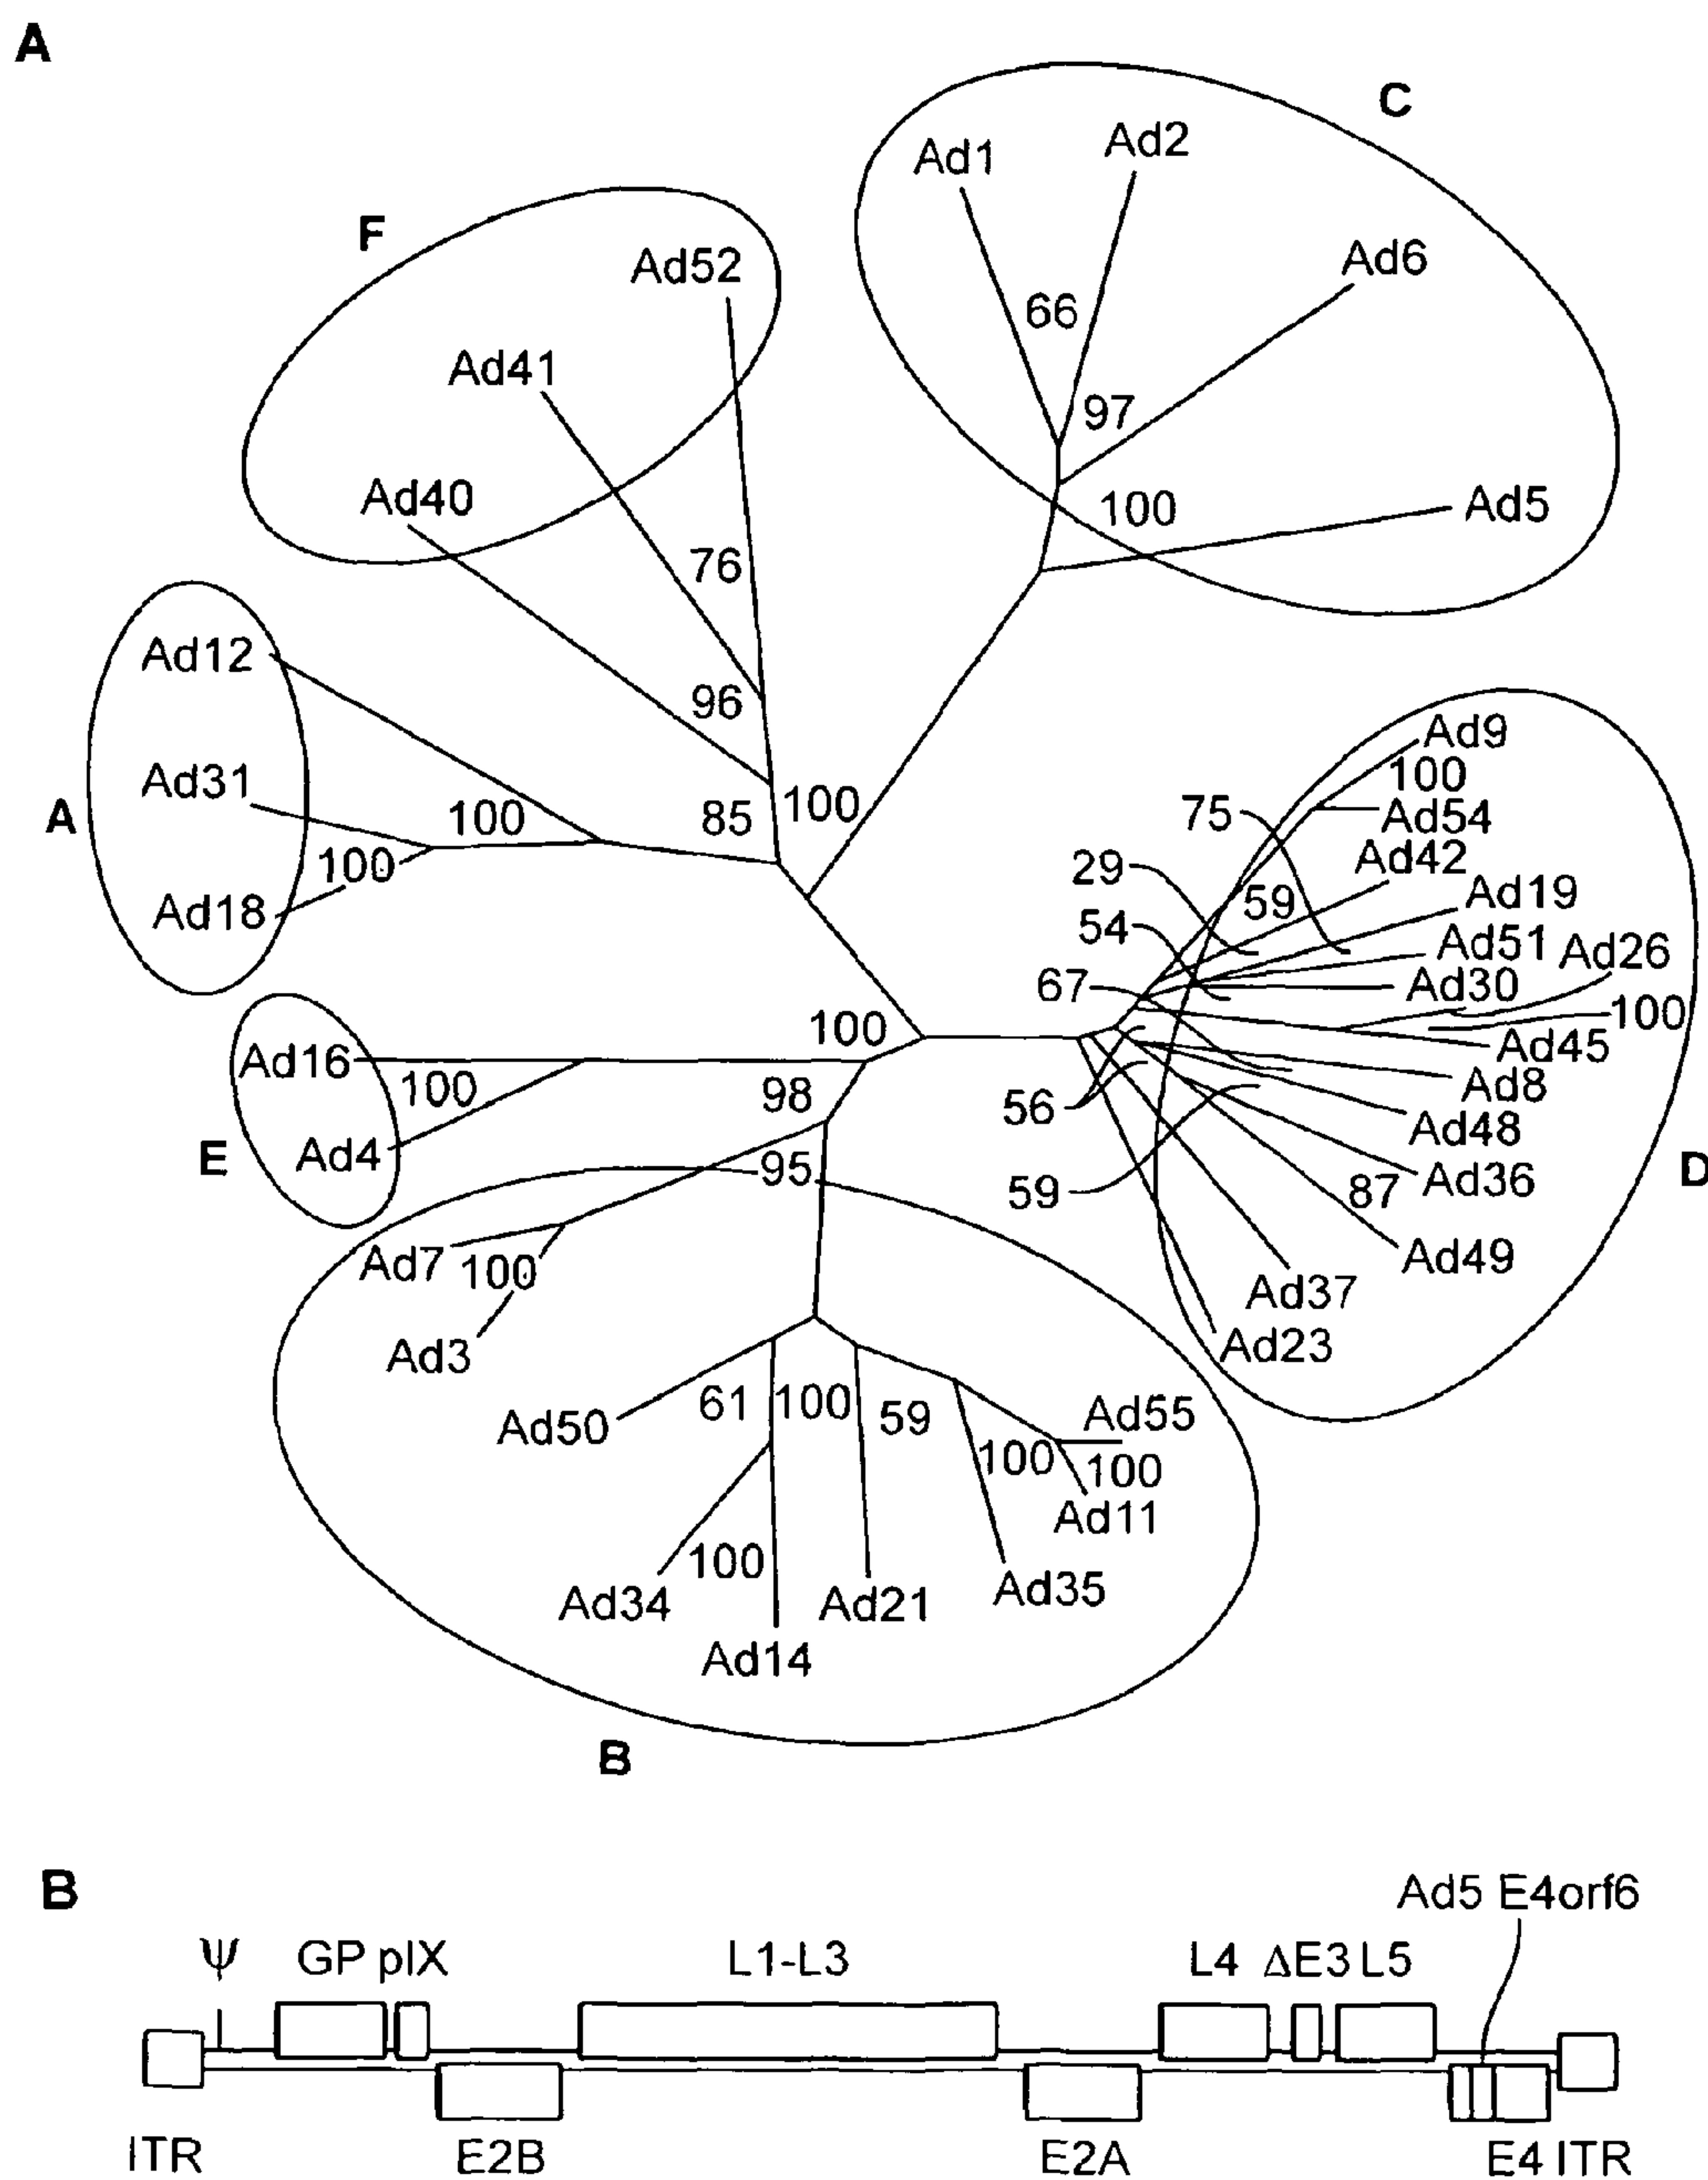 A
C
Ad1
Ad2
F
Ad52
Ad6
66
Ad41
97
Ad40
100
Ad5
76
Ad12
96
Ad9
100
Ad31
A
100
85
100
75
Ad54
100
29
Ad42
Ad18
59
Ad19
54
Ad51
Ad26
67
Ad30
100
100
Ad45
Ad16
100
98
56
Ad8
Ad48
E
Ad4
95
59
87
Ad36
D
Ad7
100
Ad49
Ad37
Ad3
Ad23
Ad50
61
100
59
Ad55
100
100
Ad11
100
Ad34
Ad21
Ad35
Ad14
B
B
Ad5 E4orf6
Ψ
GP pIX
L1-L3
L4 ΔE3 L5
ITR
E2B
E2A
E4 ITR